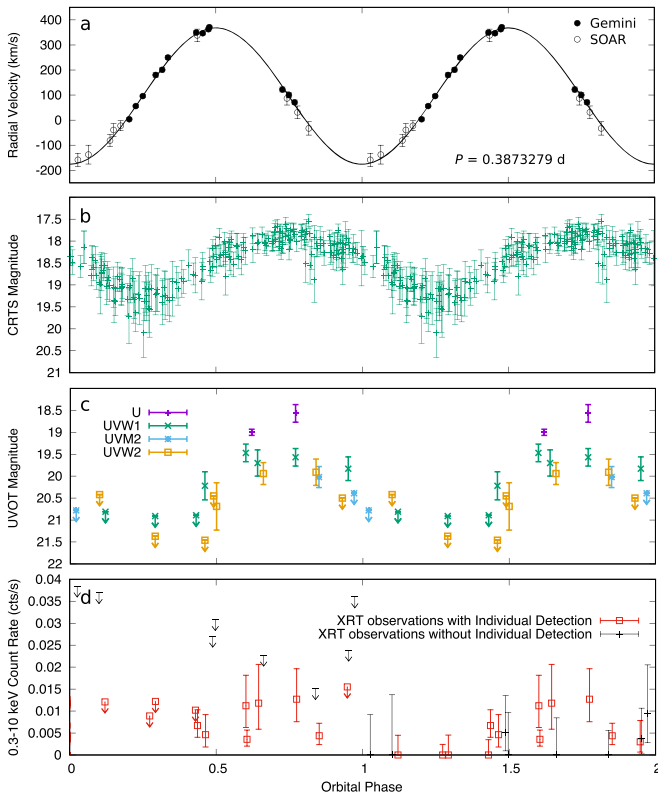 a
Gemini
SOAR
P = 0.3873279 d
Radial Velocity (km/s)
400
300
200
100
0
-100
-200
b
CRTS Magnitude
17.5
18
18.5
19
19.5
20
20.5
21
c
U
UVW1
UVM2
UVW2
UVOT Magnitude
18.5
19
19.5
20
20.5
21
21.5
22
d
XRT observations with Individual Detection
XRT observations without Individual Detection
0.3-10 keV Count Rate (cts/s)
0.04
0.035
0.03
0.025
0.02
0.015
0.01
0.005
0
0 0.5 1 1.5 2
Orbital Phase